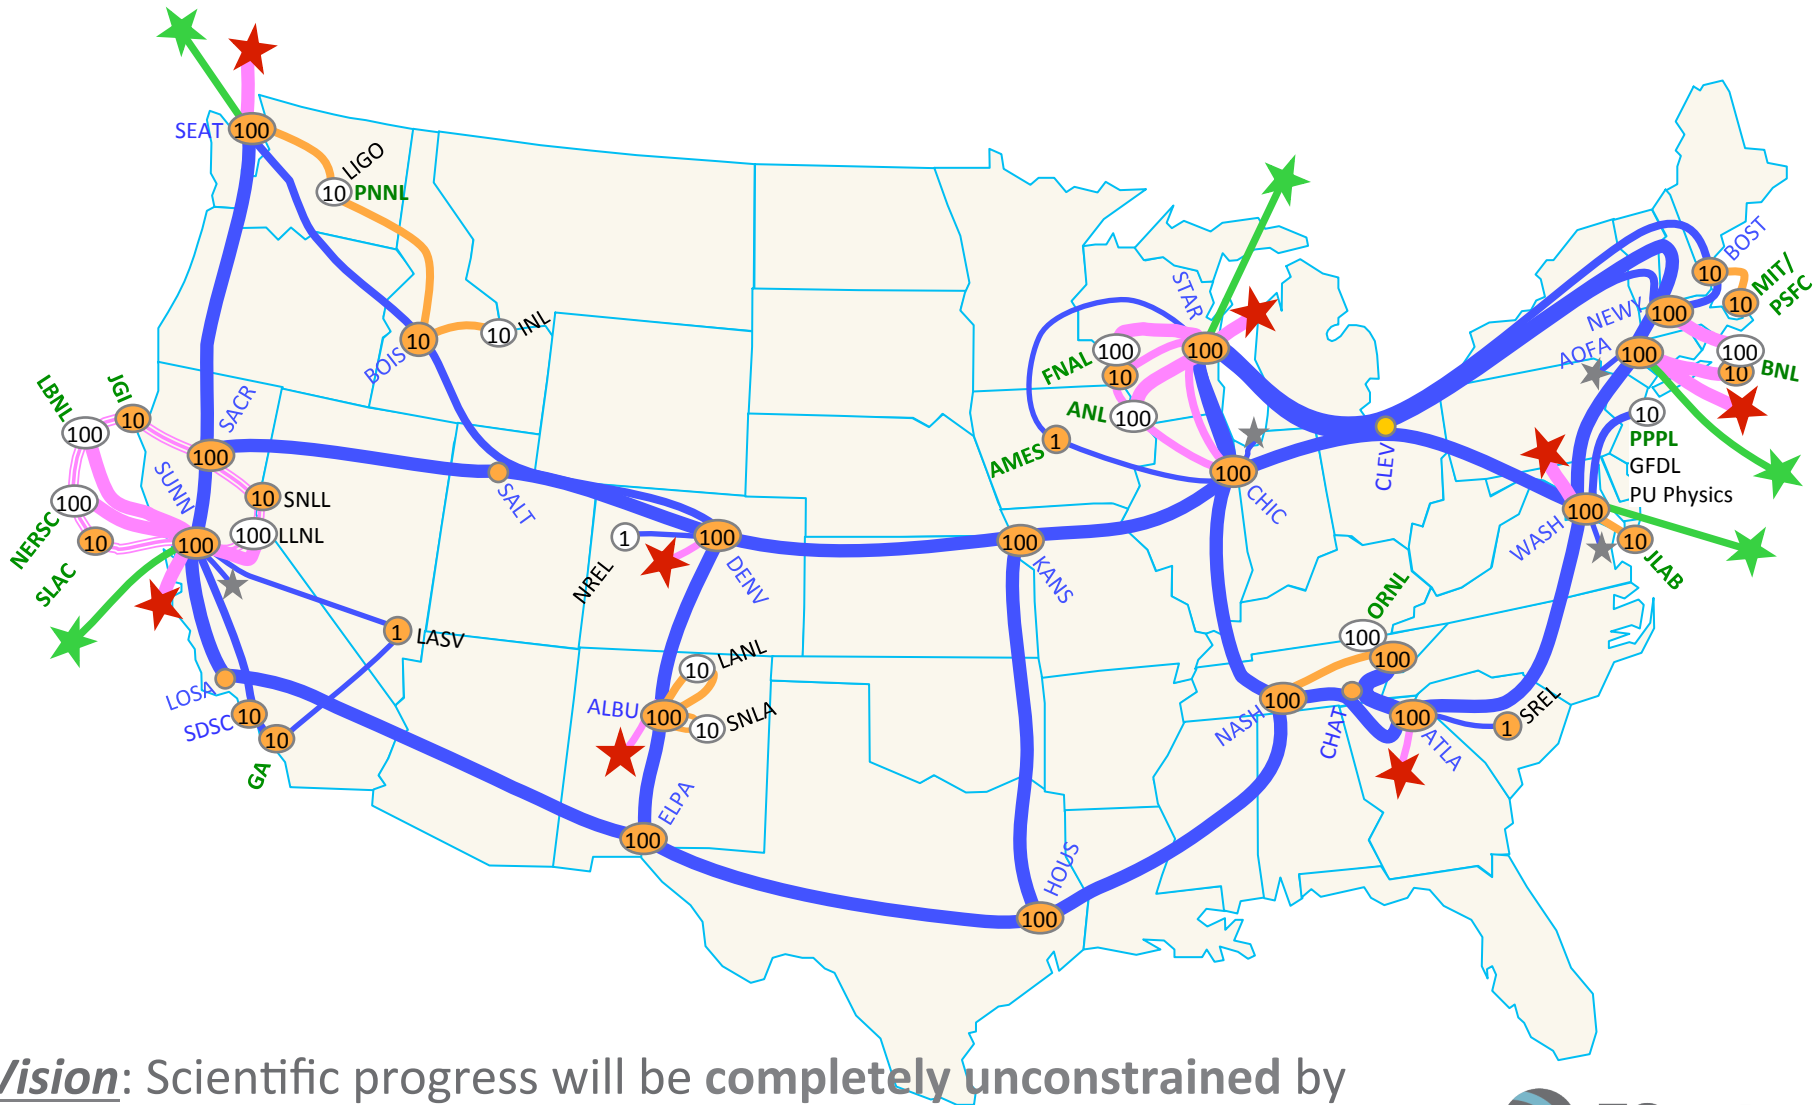 SEAT
100
LIGO
10
PNNL
BOIS
10
10
INL
JGI
LBNL
10
100
SACR
100
SUNN
10
SNLL
100
LLNL
100
NERSC
10
SLAC
100
1
LASV
LOSA
SDSC
10
10
GA
SALT
1
NREL
100
DENV
10
LANL
ALBU
100
10
SNLA
100
ELPA
100
KANS
100
HOUS
STAR
100
FNAL
100
10
ANL
100
AMES
1
100
CHIC
CLEV
BOST
10
MIT/
PSFC
10
NEWY
100
AOFA
100
100
10
BNL
10
PPPL
GFDL
PU Physics
100
WASH
10
JLAB
ORNL
100
100
100
NASH
CHAT
100
ATLA
1
SREL
Vision: Scientific progress will be completely unconstrained by